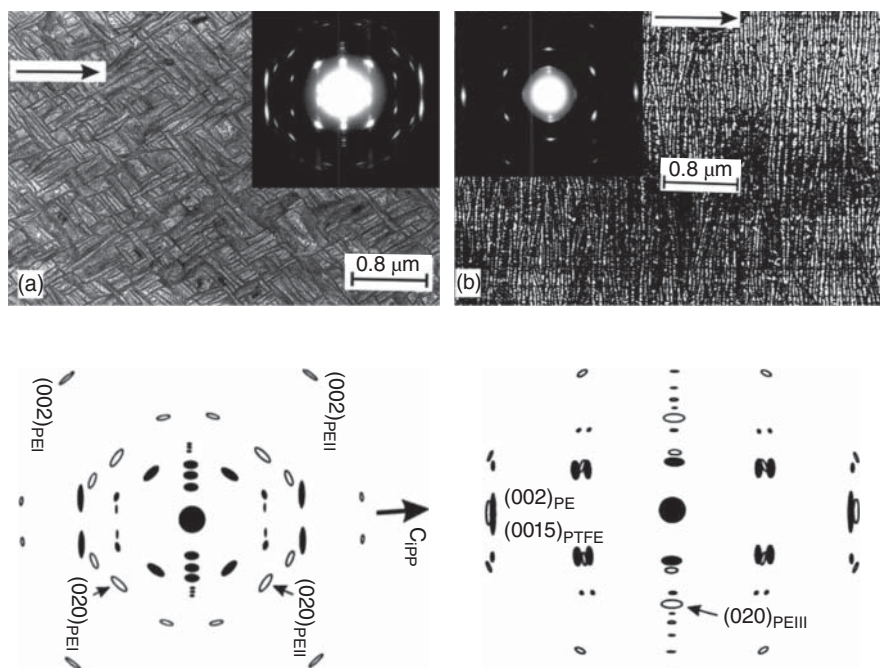 0.8 μm
(a)
0.8 μm
(b)
(002)PEI
(002)PEII
CiPP
(020)PEI
(020)PEII
(002)PE
(0015)PTFE
(020)PEIII